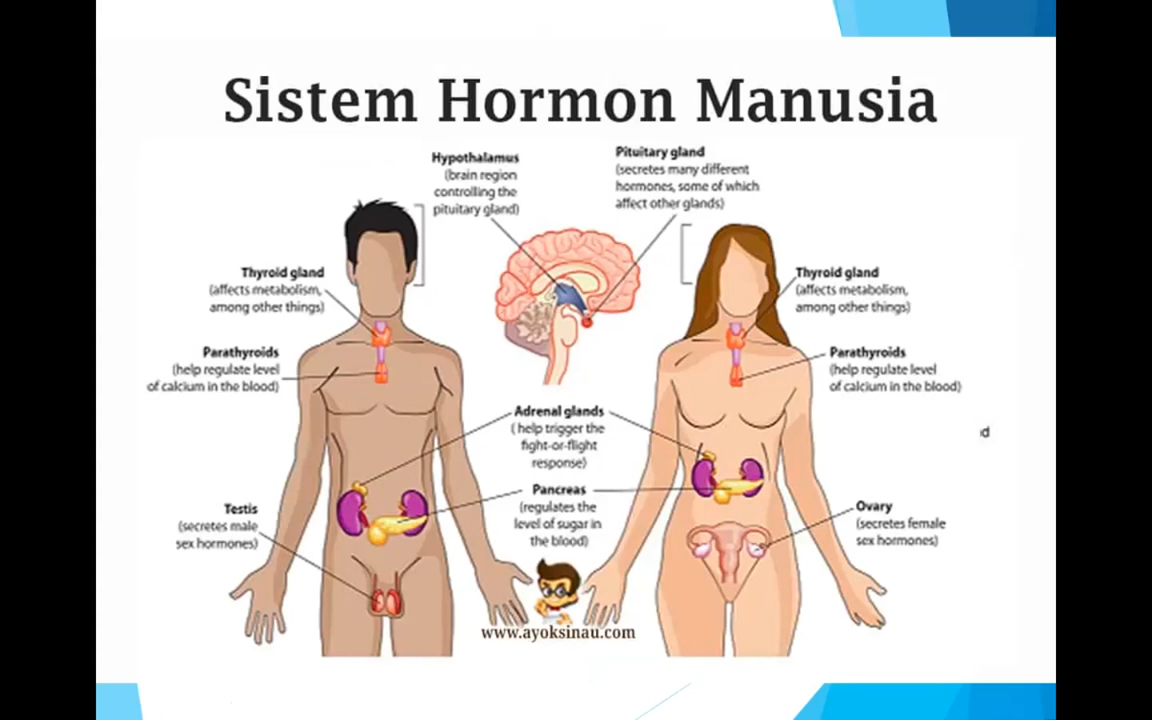 Sistem Hormon Manusia
Hypothalamus
(brain region
controlling the
pituitary gland)
Pituitary gland
(secretes many different
hormones, some of which
affect other glands)
Thyroid gland
(affects metabolism,
among other things)
Thyroid gland
(affects metabolism,
among other things)
Parathyroids
(help regulate level
of calcium in the blood)
Parathyroids
(help regulate level
of calcium in the blood)
Adrenal glands
( help trigger the
fight-or-flight
response)
d
Pancreas
(regulates the
level of sugar in
the blood)
Testis
(secretes male
sex hormones)
Ovary
(secretes female
sex hormones)
www.ayoksinau.com